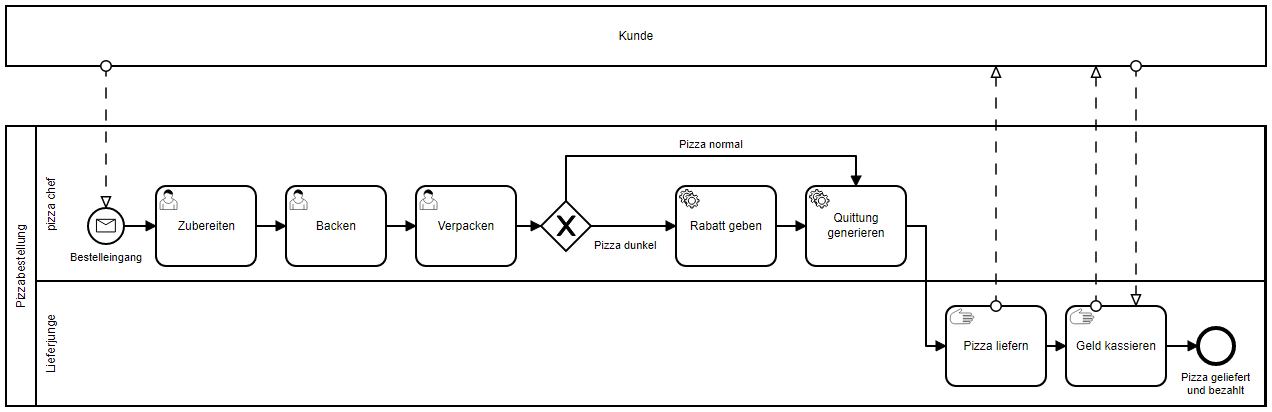 Kunde
Pizzabestellung
pizza chef
Bestelleingang
Zubereiten
Backen
Verpacken
Pizza normal
Pizza dunkel
Rabatt geben
Quittung
generieren
Lieferjunge
Pizza liefern
Geld kassieren
Pizza geliefert
und bezahlt